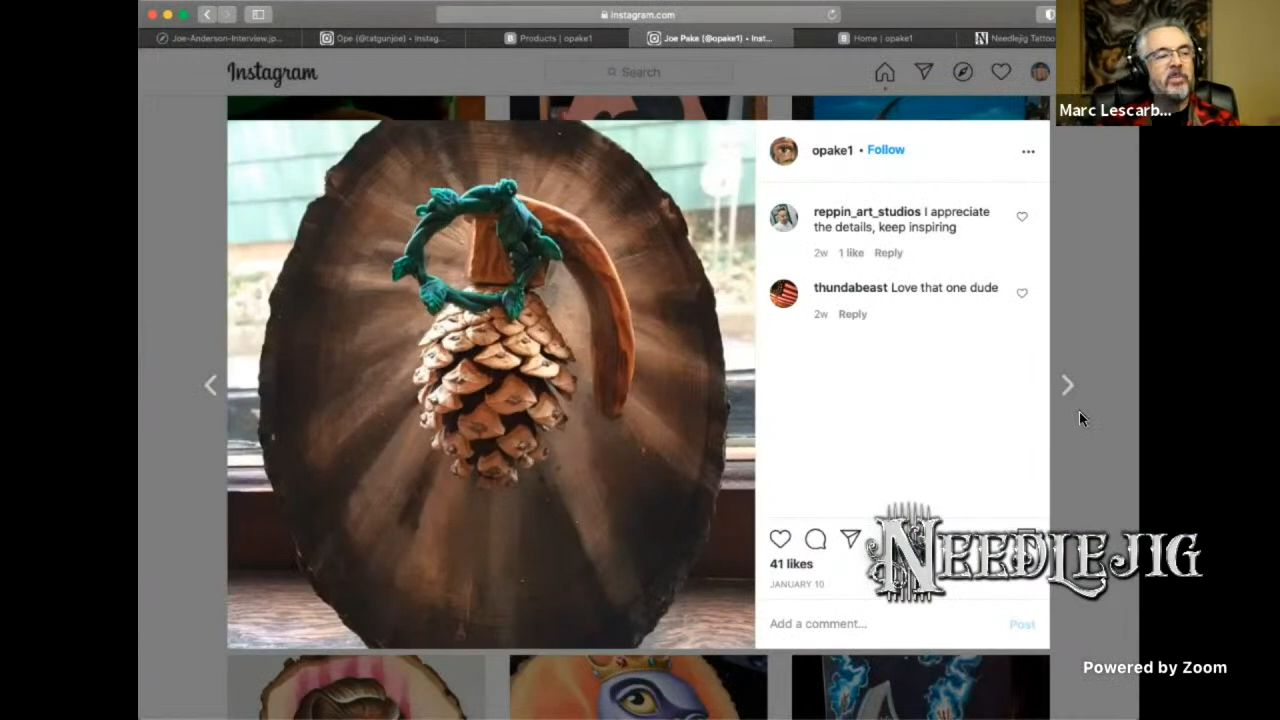 instagram.com
Joe-Anderson-Interview.jp...
Ope (@tatgunjoe) • Instag...
Products | opake1
Joe Pake (@opake1) • Inst...
Home | opake1
Needlejig Tattoo
Instagram
Search
Marc Lescarb...
opake1 • Follow
reppin_art_studios I appreciate
the details, keep inspiring
2w 1 like Reply
thundabeast Love that one dude
2w Reply
41 likes
JANUARY 10
NEEDLEJIG
Add a comment...
Post
Powered by Zoom